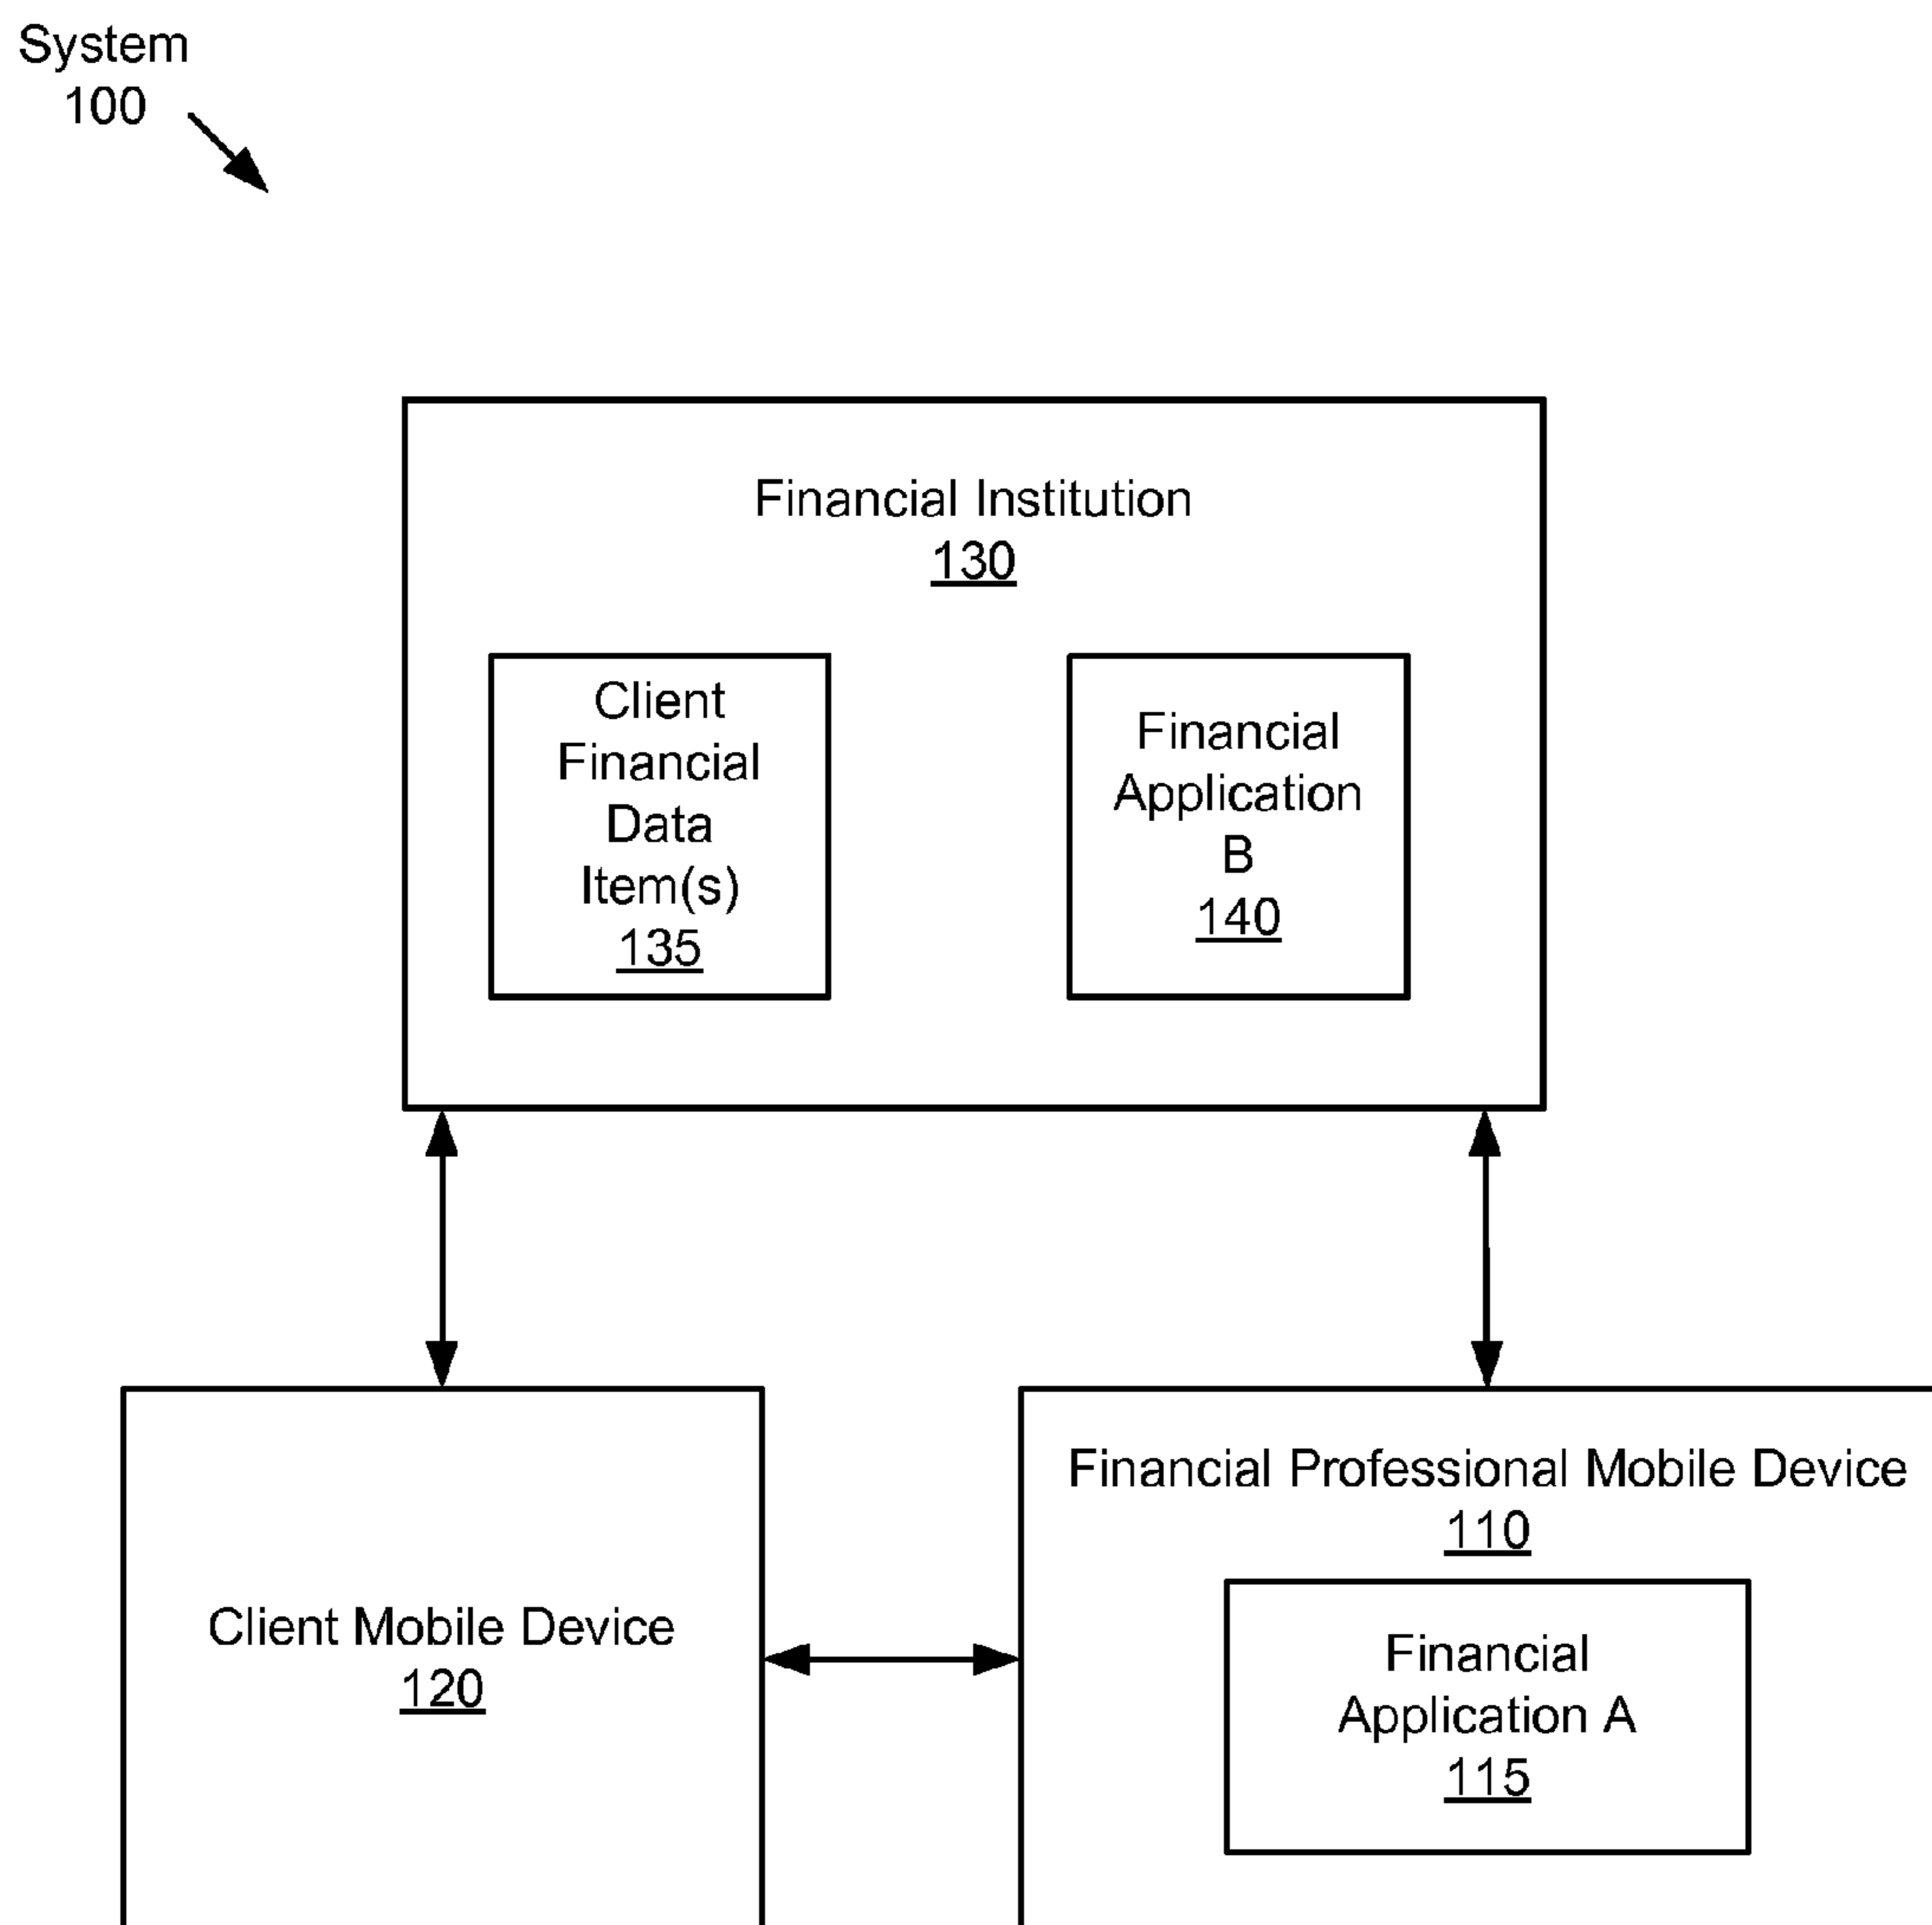 System
100
Financial Institution
130
Client
Financial
Data
Item(s)
135
Financial
Application
B
140
Client Mobile Device
120
Financial Professional Mobile Device
110
Financial
Application A
115